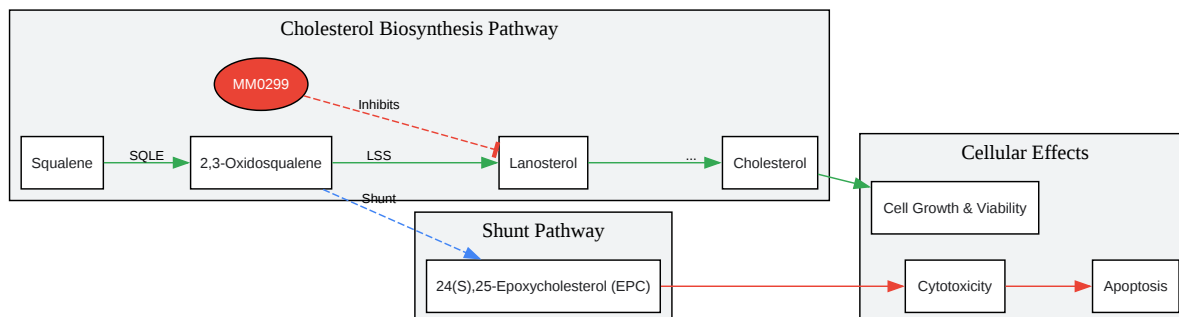 Cholesterol Biosynthesis Pathway
MM0299
Inhibits
Squalene
SQLE
2,3-Oxidosqualene
LSS
Lanosterol
...
Cholesterol
Shunt
Shunt Pathway
24(S),25-Epoxycholesterol (EPC)
Cellular Effects
Cell Growth & Viability
Cytotoxicity
Apoptosis